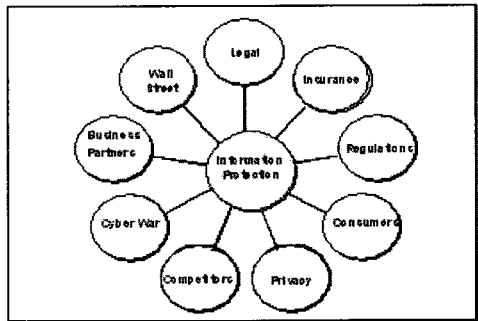 Legal
Wall
Street
Insurance
Business
Partners
Information
Protection
Regulations
Cyber War
Consumers
Competitors
Privacy